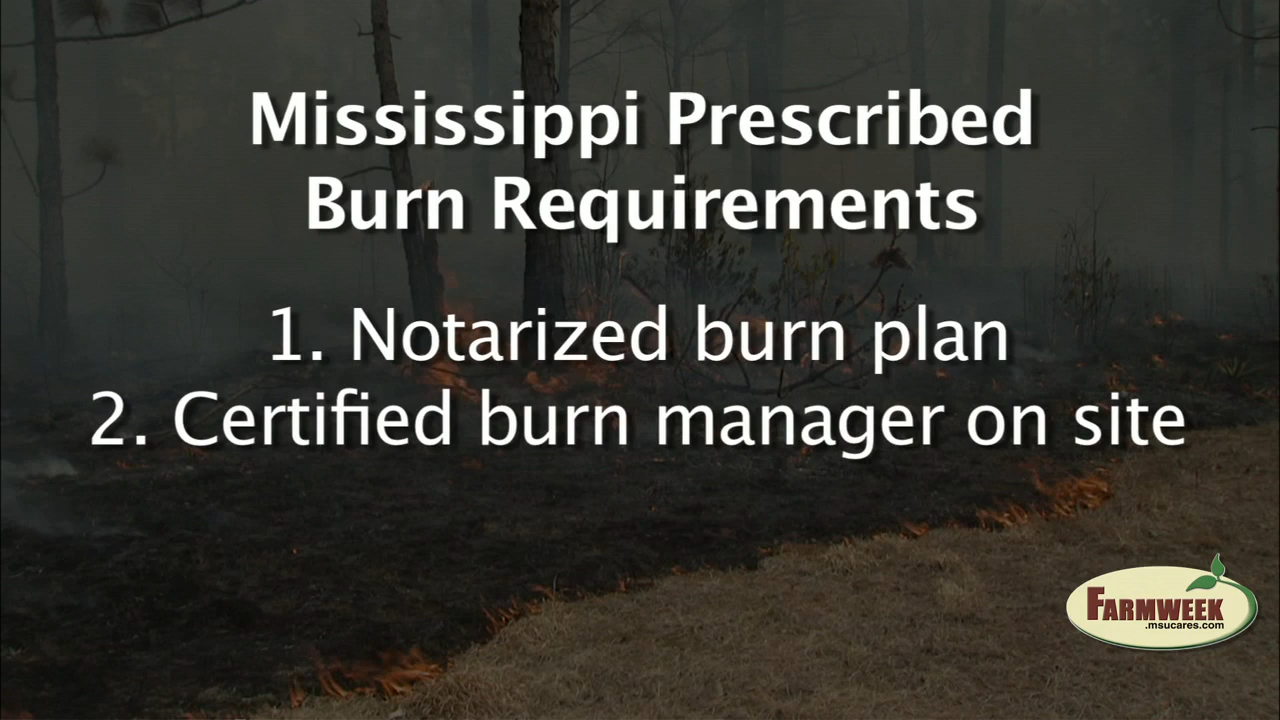 Mississippi Prescribed
Burn Requirements
1. Notarized burn plan
2. Certified burn manager on site
FARMWEEK
.msucares.com